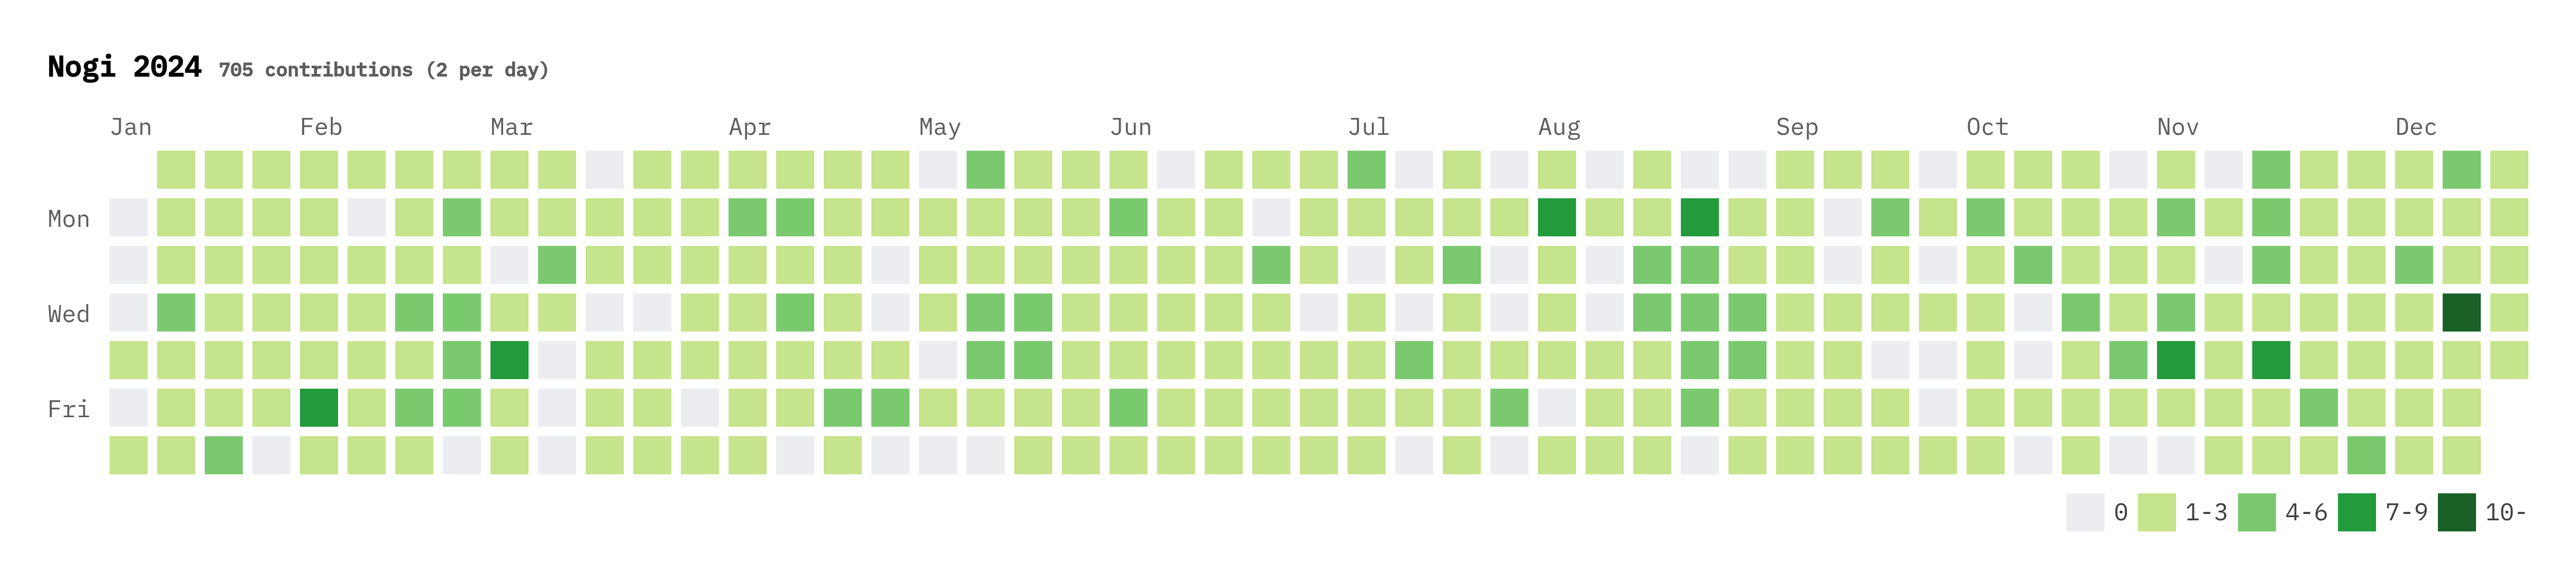 Nogi 2024 705 contributions (2 per day)
Jan Feb Mar Apr May Jun Jul Aug Sep Oct Nov Dec
Mon
Wed
Fri
0 1-3 4-6 7-9 10-